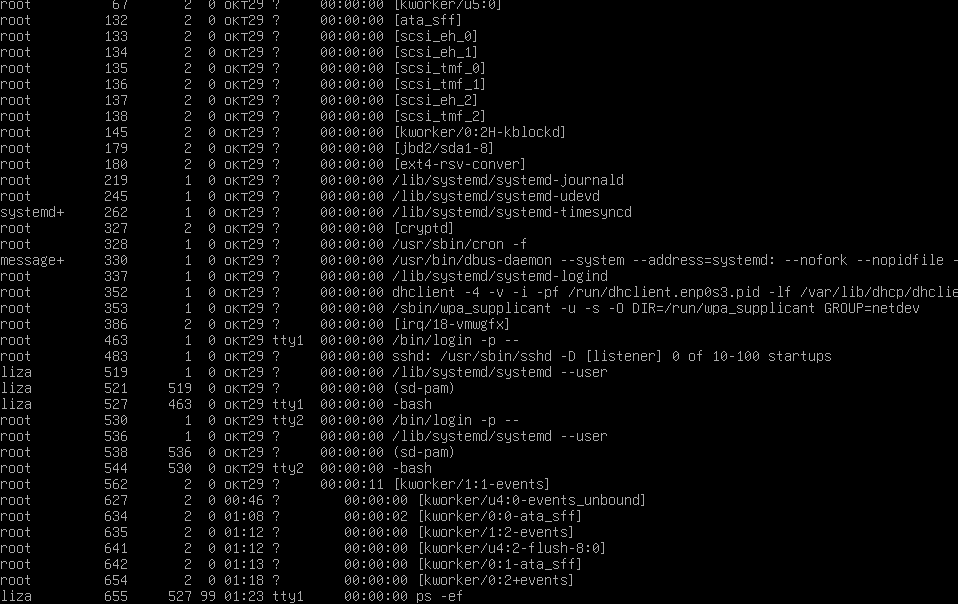 root 67 2 0 окт29 ? 00:00:00 [kworker/u5:0]
root 132 2 0 окт29 ? 00:00:00 [ata_sff]
root 133 2 0 окт29 ? 00:00:00 [scsi_eh_0]
root 134 2 0 окт29 ? 00:00:00 [scsi_eh_1]
root 135 2 0 окт29 ? 00:00:00 [scsi_tmf_0]
root 136 2 0 окт29 ? 00:00:00 [scsi_tmf_1]
root 137 2 0 окт29 ? 00:00:00 [scsi_eh_2]
root 138 2 0 окт29 ? 00:00:00 [scsi_tmf_2]
root 145 2 0 окт29 ? 00:00:00 [kworker/0:2H-kblockd]
root 179 2 0 окт29 ? 00:00:00 [jbd2/sda1-8]
root 180 2 0 окт29 ? 00:00:00 [ext4-rsv-conver]
root 219 1 0 окт29 ? 00:00:00 /lib/systemd/systemd-journald
root 245 1 0 окт29 ? 00:00:00 /lib/systemd/systemd-udevd
systemd+ 262 1 0 окт29 ? 00:00:00 /lib/systemd/systemd-timesyncd
root 327 2 0 окт29 ? 00:00:00 [cryptd]
root 328 1 0 окт29 ? 00:00:00 /usr/sbin/cron -f
message+ 330 1 0 окт29 ? 00:00:00 /usr/bin/dbus-daemon --system --address=systemd: --nofork --nopidfile -
root 337 1 0 окт29 ? 00:00:00 /lib/systemd/systemd-logind
root 352 1 0 окт29 ? 00:00:00 dhclient -4 -v -i -pf /run/dhclient.enp0s3.pid -lf /var/lib/dhcp/dhclie
root 353 1 0 окт29 ? 00:00:00 /sbin/wpa_supplicant -u -s -O DIR=/run/wpa_supplicant GROUP=netdev
root 386 2 0 окт29 ? 00:00:00 [irq/18-vmwgfx]
root 463 1 0 окт29 tty1 00:00:00 /bin/login -p --
root 483 1 0 окт29 ? 00:00:00 sshd: /usr/sbin/sshd -D [listener] 0 of 10-100 startups
liza 519 1 0 окт29 ? 00:00:00 /lib/systemd/systemd --user
liza 521 519 0 окт29 ? 00:00:00 (sd-pam)
liza 527 463 0 окт29 tty1 00:00:00 -bash
root 530 1 0 окт29 tty2 00:00:00 /bin/login -p --
root 536 1 0 окт29 ? 00:00:00 /lib/systemd/systemd --user
root 538 536 0 окт29 ? 00:00:00 (sd-pam)
root 544 530 0 окт29 tty2 00:00:00 -bash
root 562 2 0 окт29 ? 00:00:11 [kworker/1:1-events]
root 627 2 0 00:46 ? 00:00:00 [kworker/u4:0-events_unbound]
root 634 2 0 01:08 ? 00:00:02 [kworker/0:0-ata_sff]
root 635 2 0 01:12 ? 00:00:00 [kworker/1:2-events]
root 641 2 0 01:12 ? 00:00:00 [kworker/u4:2-flush-8:0]
root 642 2 0 01:13 ? 00:00:00 [kworker/0:1-ata_sff]
root 654 2 0 01:18 ? 00:00:00 [kworker/0:2+events]
liza 655 527 99 01:23 tty1 00:00:00 ps -ef